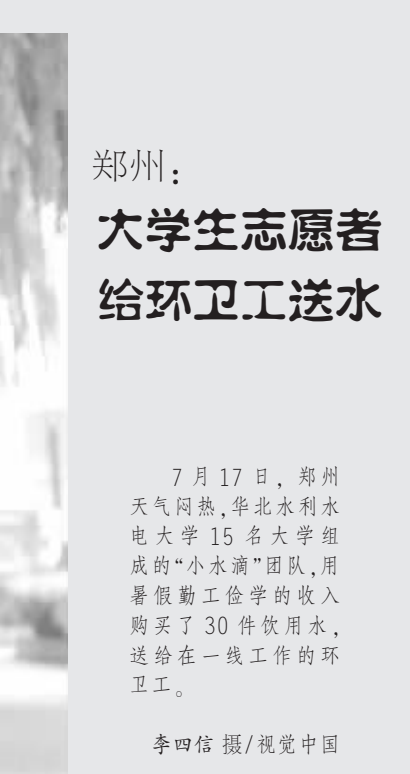 郑州：
大学生志愿者
给环卫工送水
7月17日，郑州
天气闷热，华北水利水
电大学15名大学组
成的“小水滴”团队，用
暑假勤工俭学的收入
购买了30件饮用水，
送给在一线工作的环
卫工。
李四信 摄/视觉中国